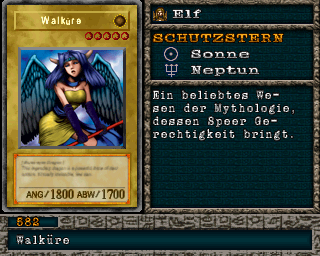 Walküre
ANG/1800 ABW/1700
Elf
SCHUTZSTERN
Sonne
Neptun
Ein beliebtes We-
sen der Mythologie,
dessen Speer Ge-
rechtigkeit bringt.
582
Walküre